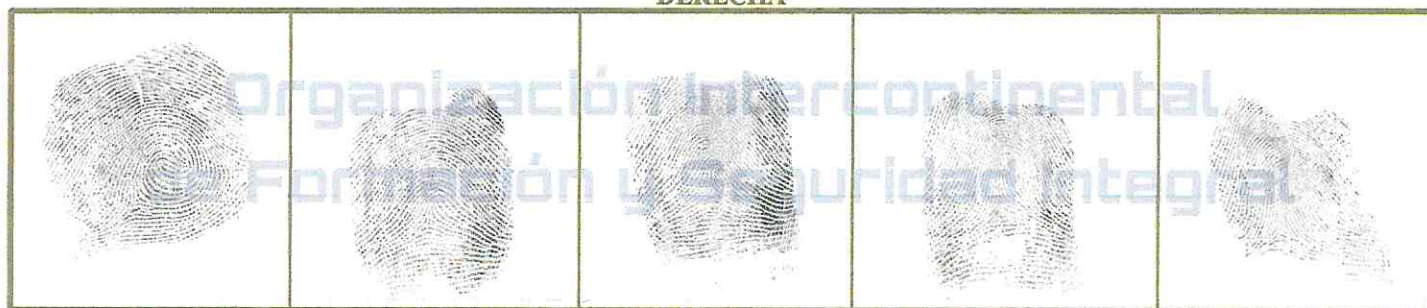 DERECHA
Organización Intercontinental
de Formación y Seguridad Integral